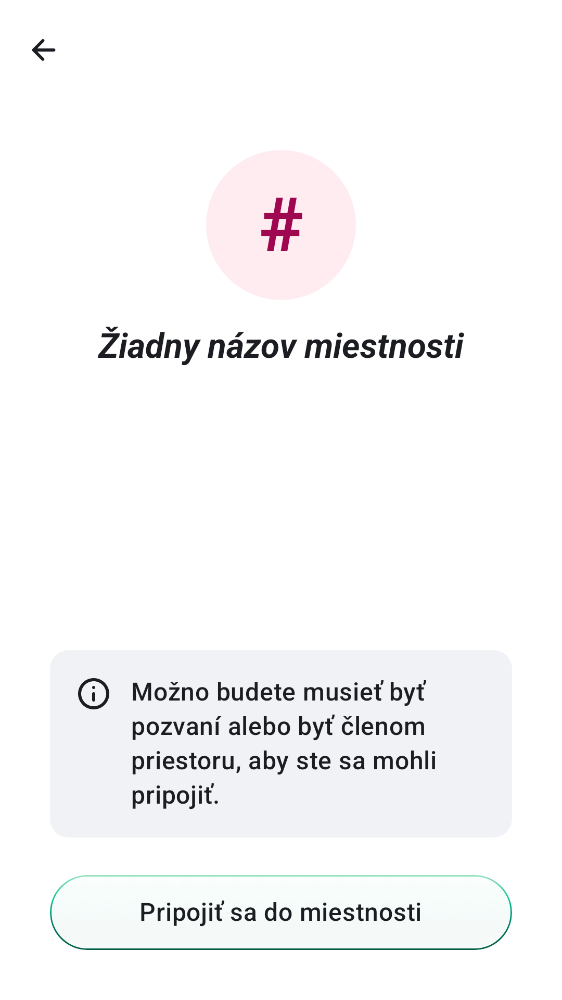 #
Žiadny názov miestnosti
Možno budete musieť byť
pozvaní alebo byť členom
priestoru, aby ste sa mohli
pripojiť.
Pripojiť sa do miestnosti